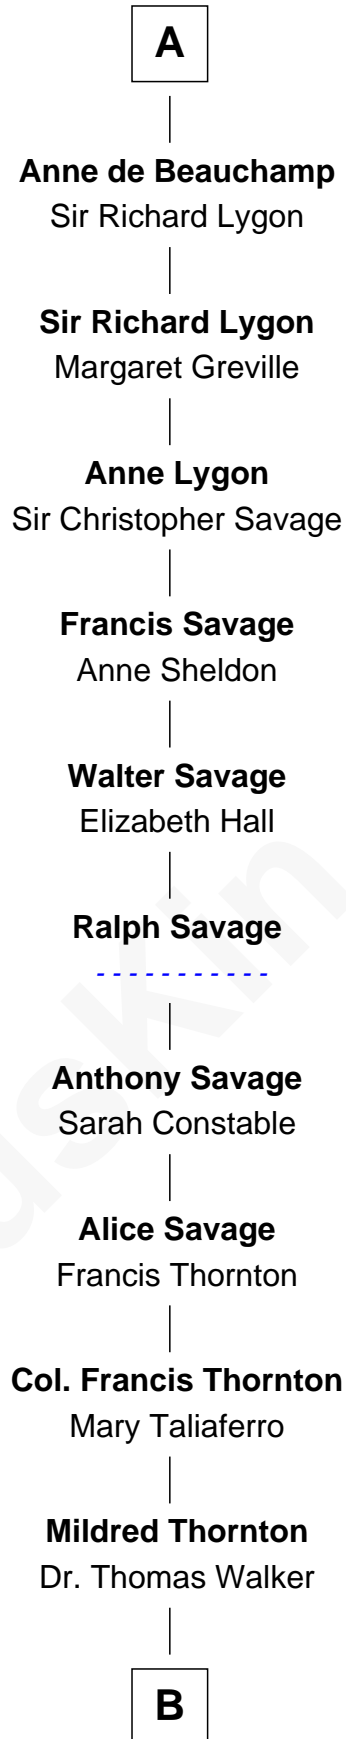 A
Anne de Beauchamp
Sir Richard Lygon
Sir Richard Lygon
Margaret Greville
Anne Lygon
Sir Christopher Savage
Francis Savage
Anne Sheldon
Walter Savage
Elizabeth Hall
Ralph Savage
- - - - - - - - - - -
Anthony Savage
Sarah Constable
Alice Savage
Francis Thornton
Col. Francis Thornton
Mary Taliaferro
Mildred Thornton
Dr. Thomas Walker
B